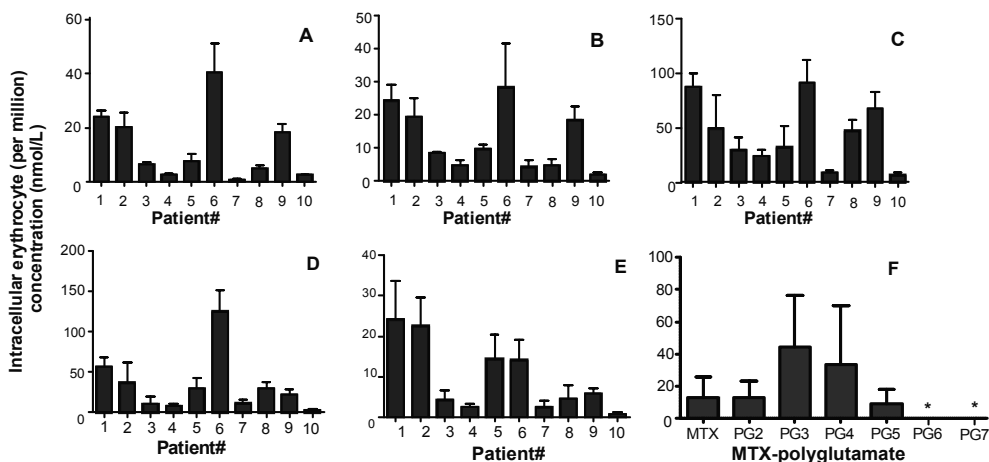 Intracellular erythrocyte (per million)
concentration (nmol/L)
A
60
40
20
0
1 2 3 4 5 6 7 8 9 10
Patient#
B
50
40
30
20
10
0
1 2 3 4 5 6 7 8 9 10
Patient#
C
150
100
50
0
1 2 3 4 5 6 7 8 9 10
Patient#
D
200
150
100
50
0
1 2 3 4 5 6 7 8 9 10
Patient#
E
40
30
20
10
0
1 2 3 4 5 6 7 8 9 10
Patient#
F
100
80
60
40
20
0
* *
MTX PG2 PG3 PG4 PG5 PG6 PG7
MTX-polyglutamate